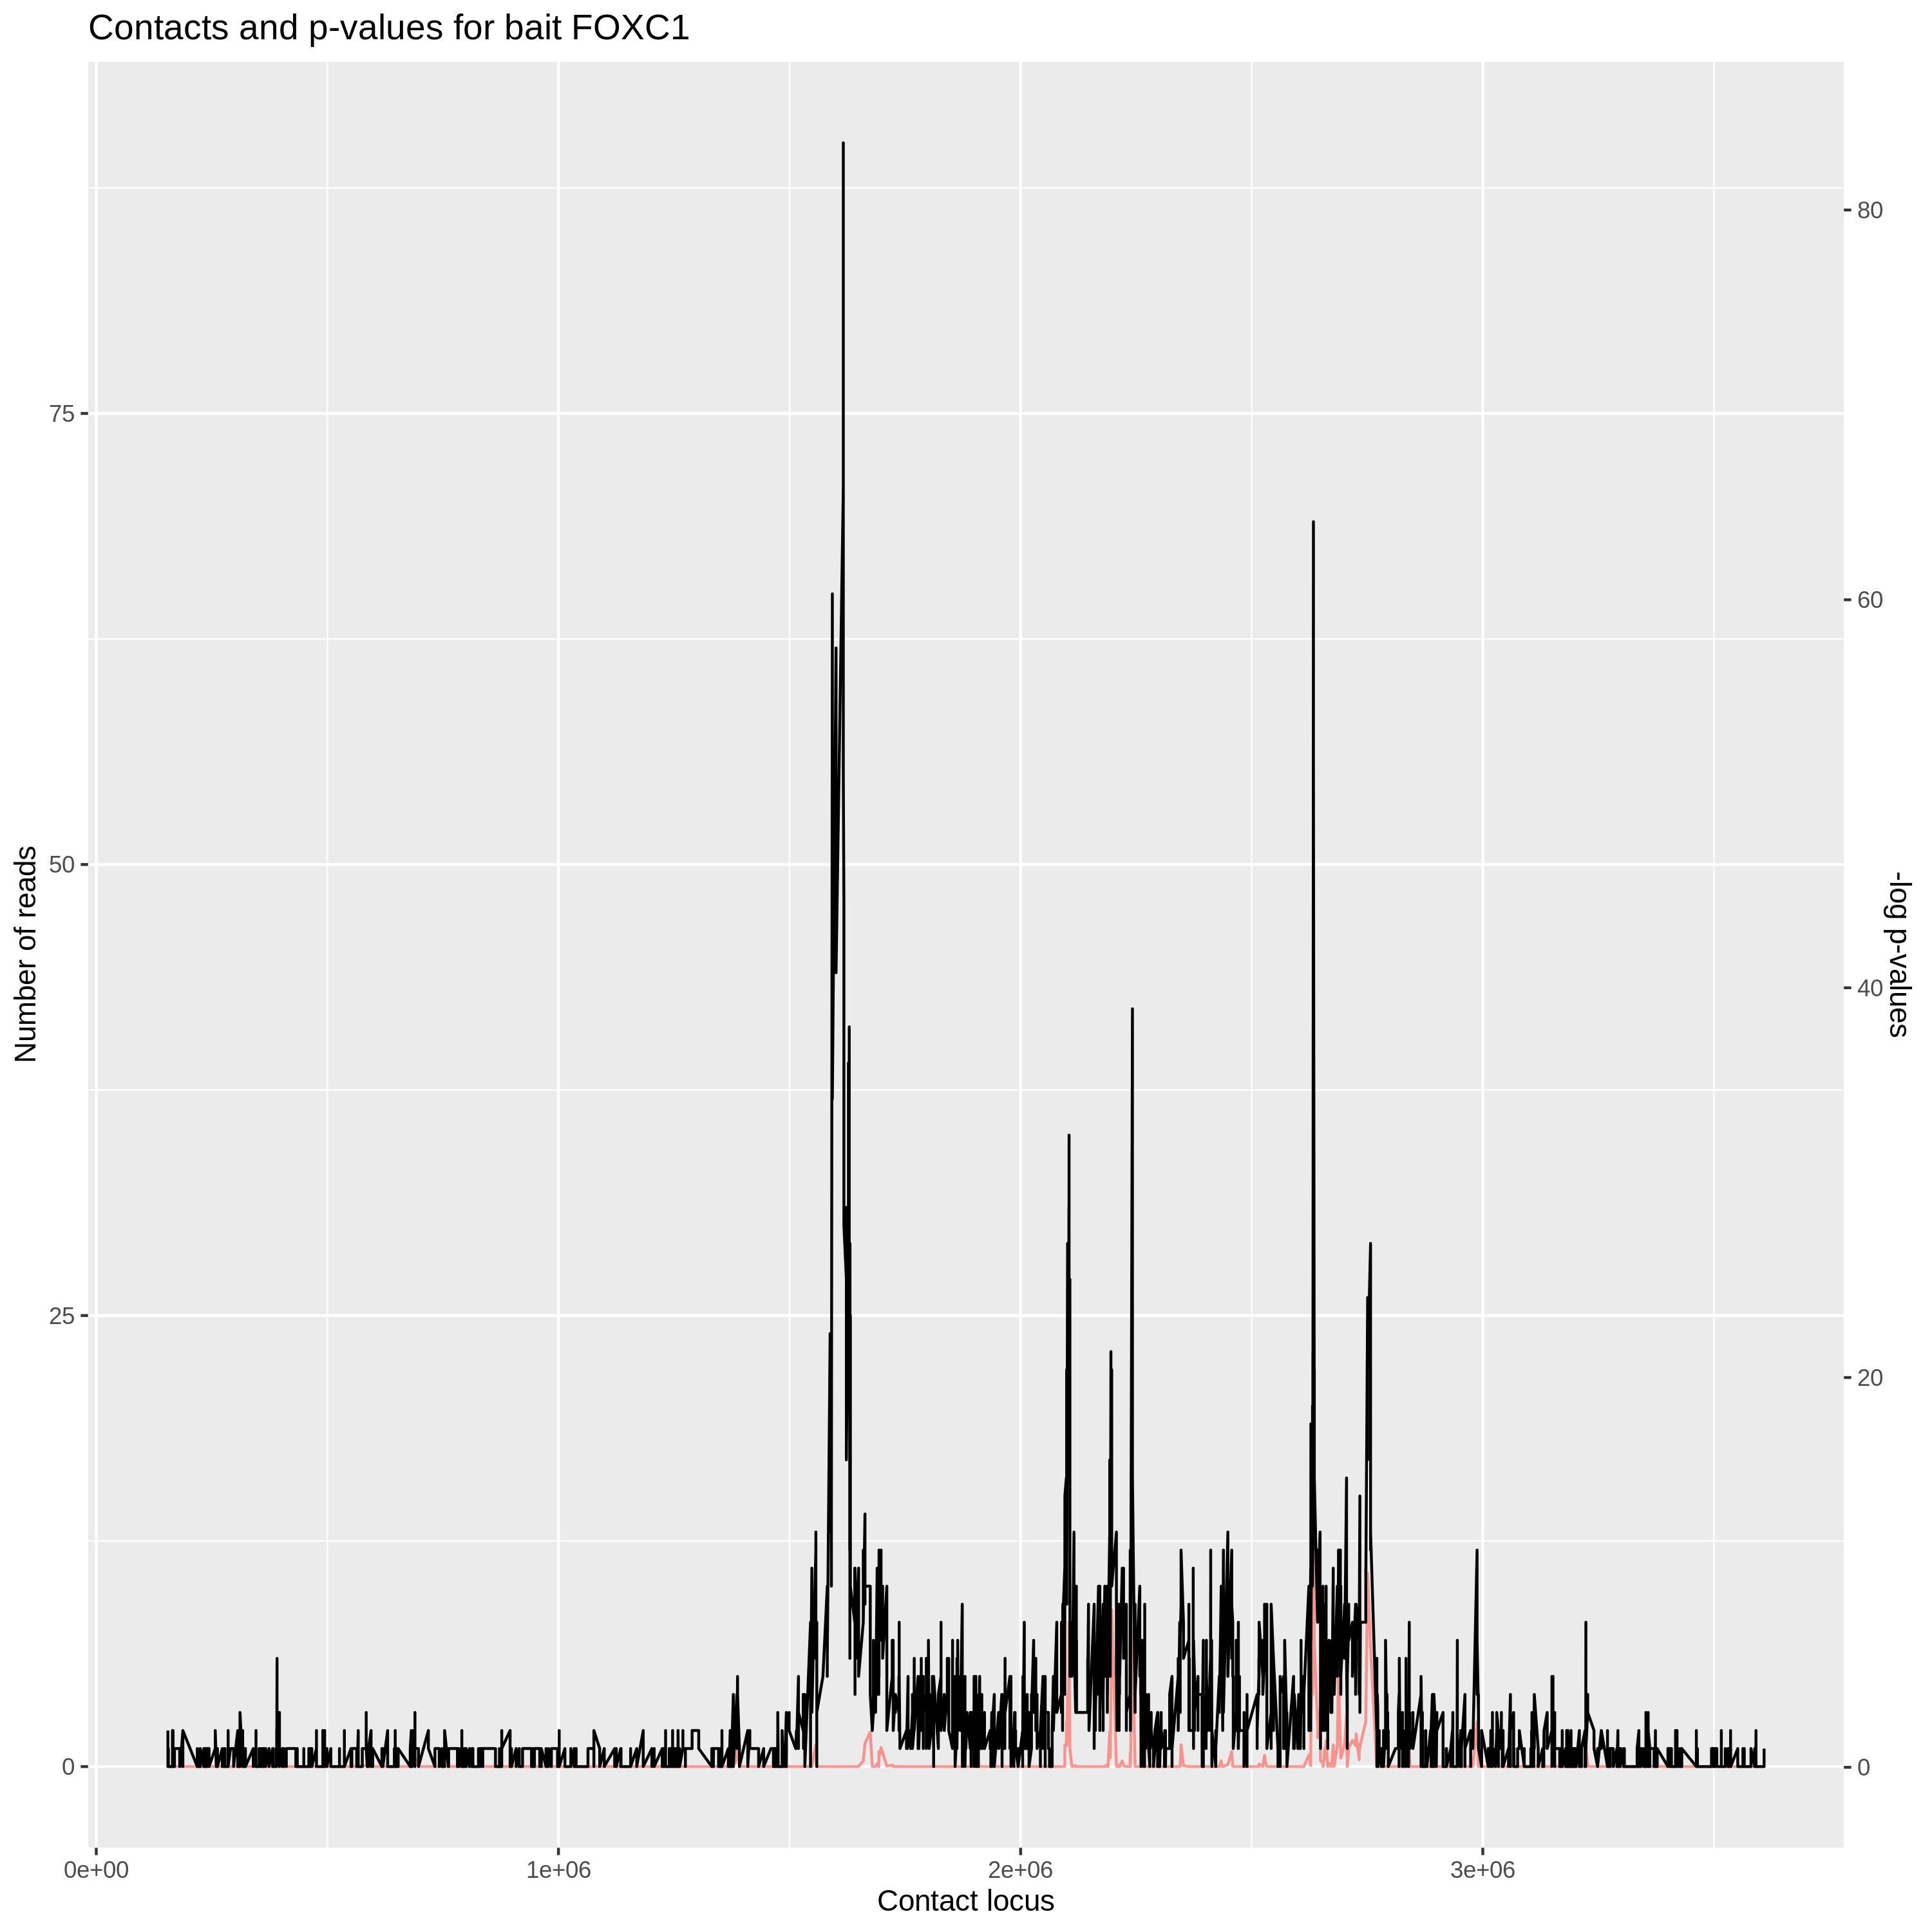 Contacts and p-values for bait FOXC1
80
75
60
50
40
25
20
0
0
Number of reads
-log p-values
0e+00
1e+06
2e+06
3e+06
Contact locus